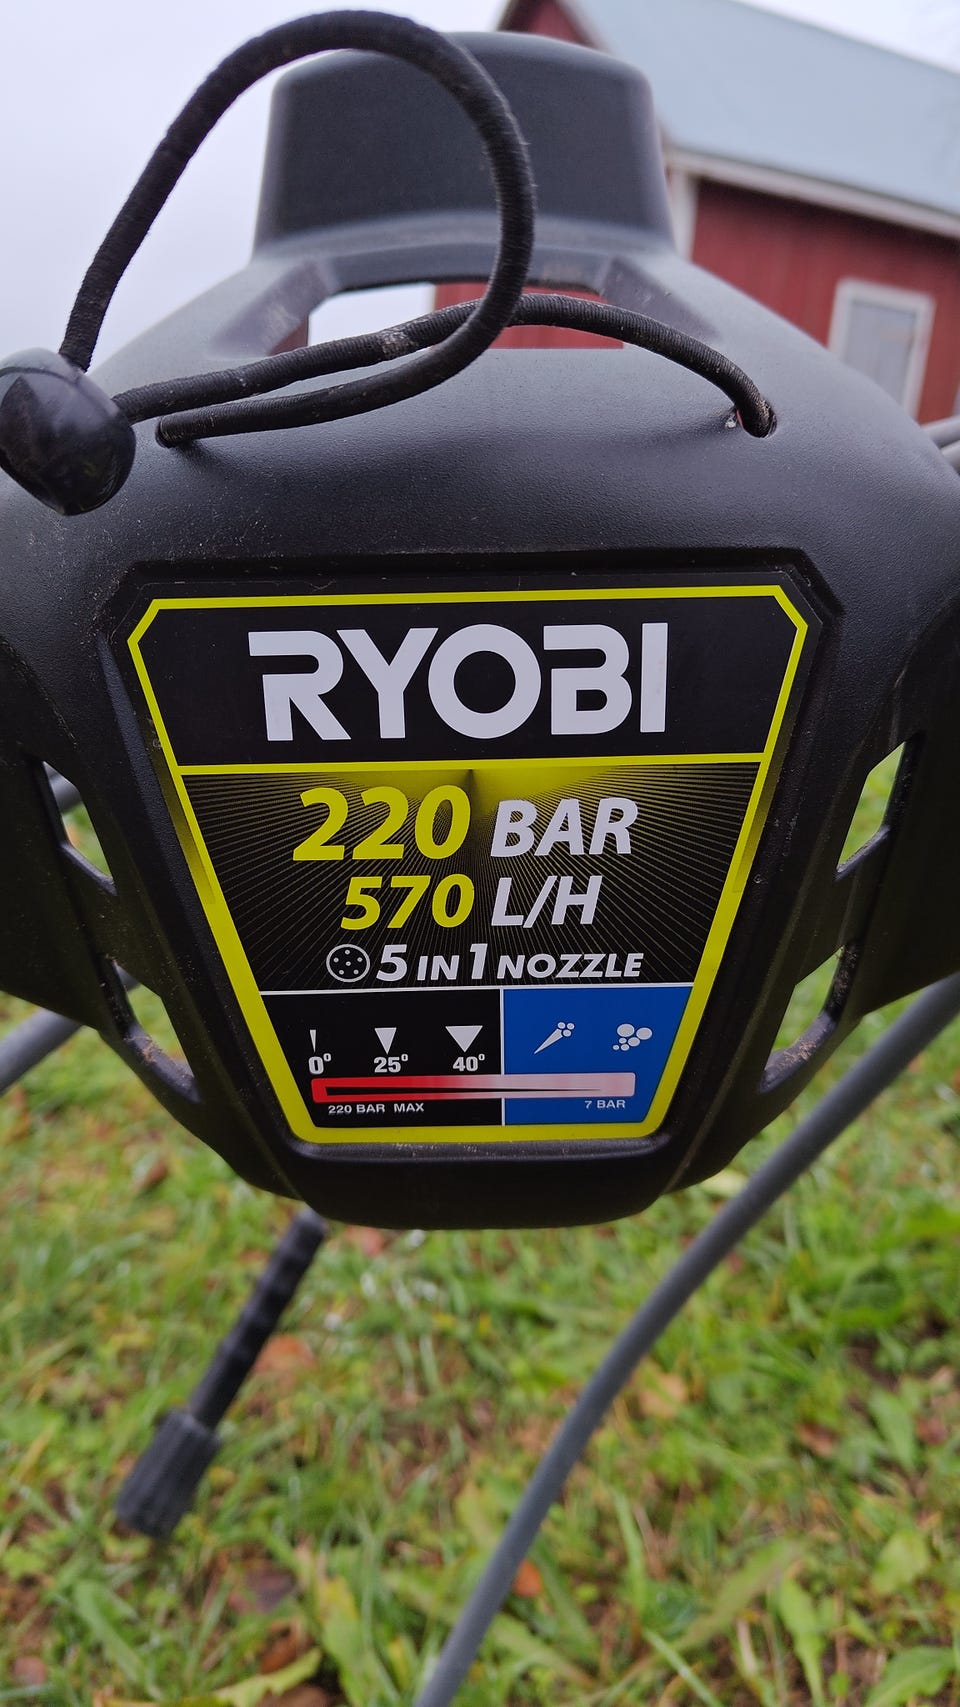 RYOBI
220 BAR
570 L/H
5 IN 1 NOZZLE
0° 25° 40°
220 BAR MAX 7 BAR